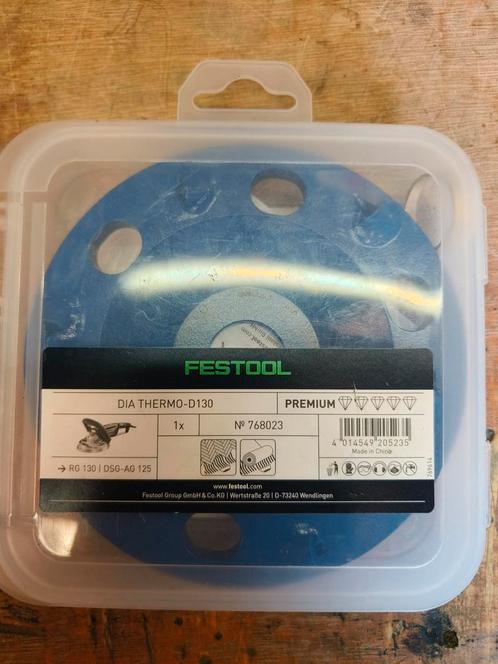 FESTOOL
DIA THERMO-D130
PREMIUM
1x
№ 768023
4 014549 205235
Made in China
→ RG 130 | DSG-AG 125
769614
www.festool.com
Festool Group GmbH & Co.KG | Wertstraße 20 | D-73240 Wendlingen